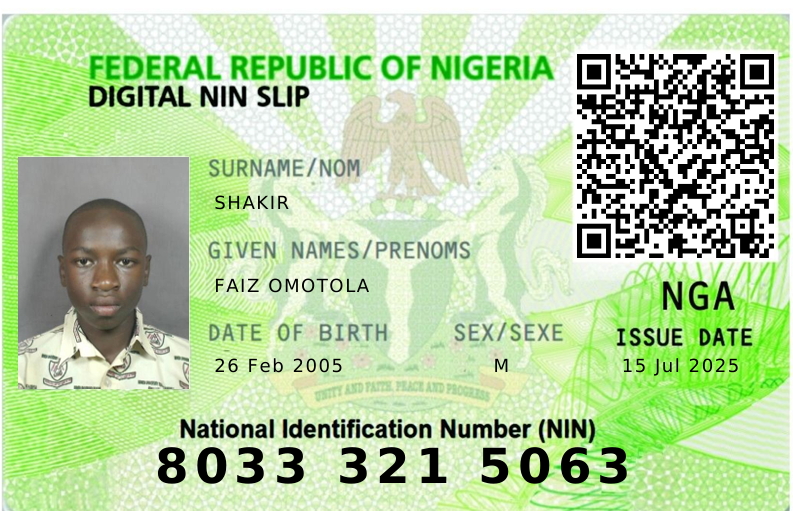 FEDERAL REPUBLIC OF NIGERIA
DIGITAL NIN SLIP
SURNAME/NOM
SHAKIR
GIVEN NAMES/PRENOMS
FAIZ OMOTOLA
DATE OF BIRTH SEX/SEXE
26 Feb 2005 M
NGA
ISSUE DATE
15 Jul 2025
UNITY AND FAITH, PEACE AND PROGRESS
National Identification Number (NIN)
8033 321 5063